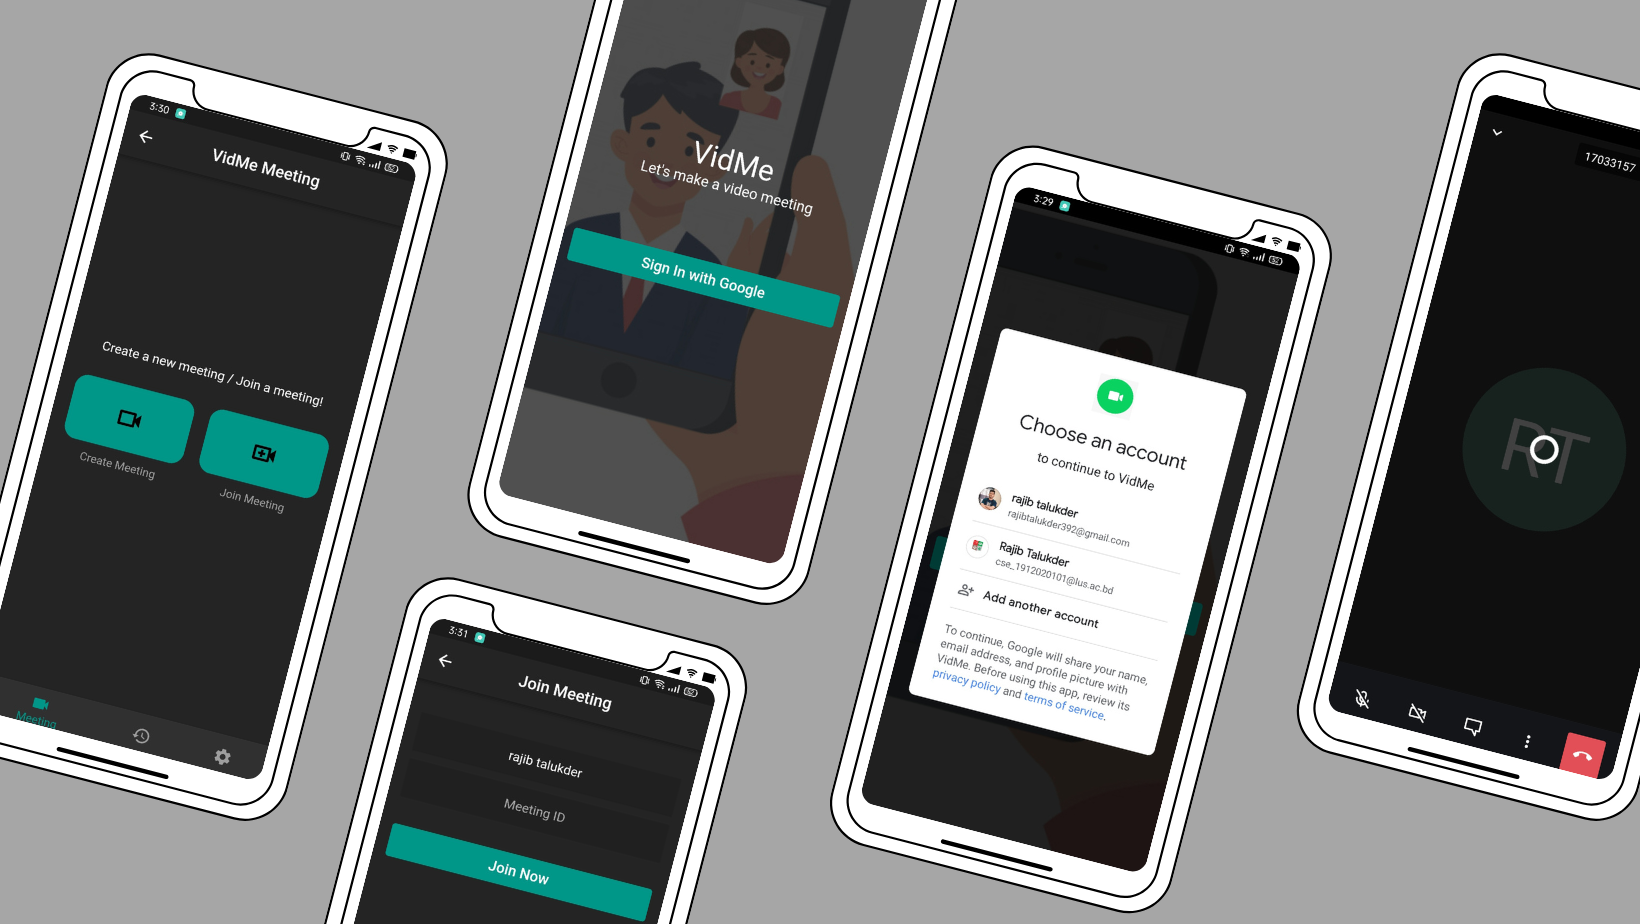 3:30
VidMe Meeting
Create a new meeting / Join a meeting!
Create Meeting
Join Meeting
Meeting
VidMe
Let's make a video meeting
Sign In with Google
3:31
Join Meeting
rajib talukder
Meeting ID
Join Now
3:29
Choose an account
to continue to VidMe
rajib talukder
rajibtalukder392@gmail.com
Rajib Talukder
cse_1912020101@lus.ac.bd
Add another account
To continue, Google will share your name,
email address, and profile picture with
VidMe. Before using this app, review its
privacy policy and terms of service.
17033157
RT